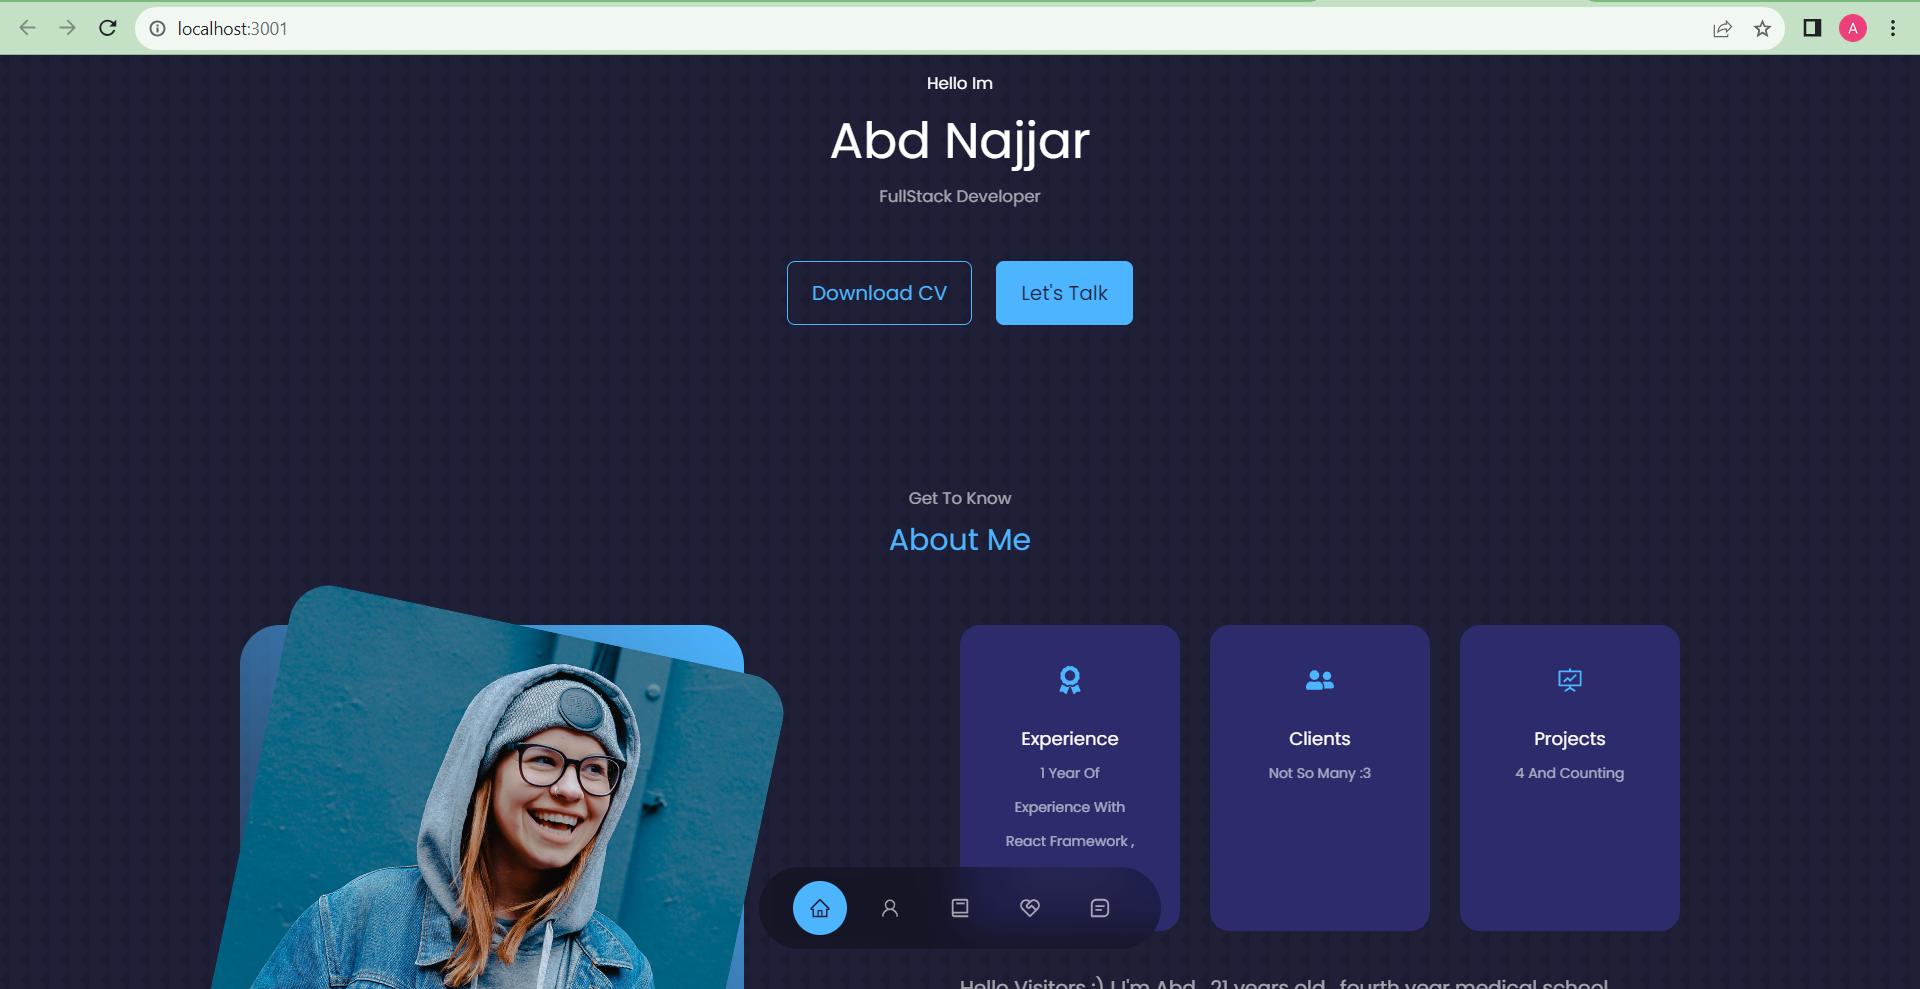 localhost:3001
A
Hello Im
Abd Najjar
FullStack Developer
Download CV
Let's Talk
Get To Know
About Me
Experience
1 Year Of
Experience With
React Framework ,
Clients
Not So Many :3
Projects
4 And Counting
Hello Visitors :) I I'm Abd , 21 years old , fourth year medical school